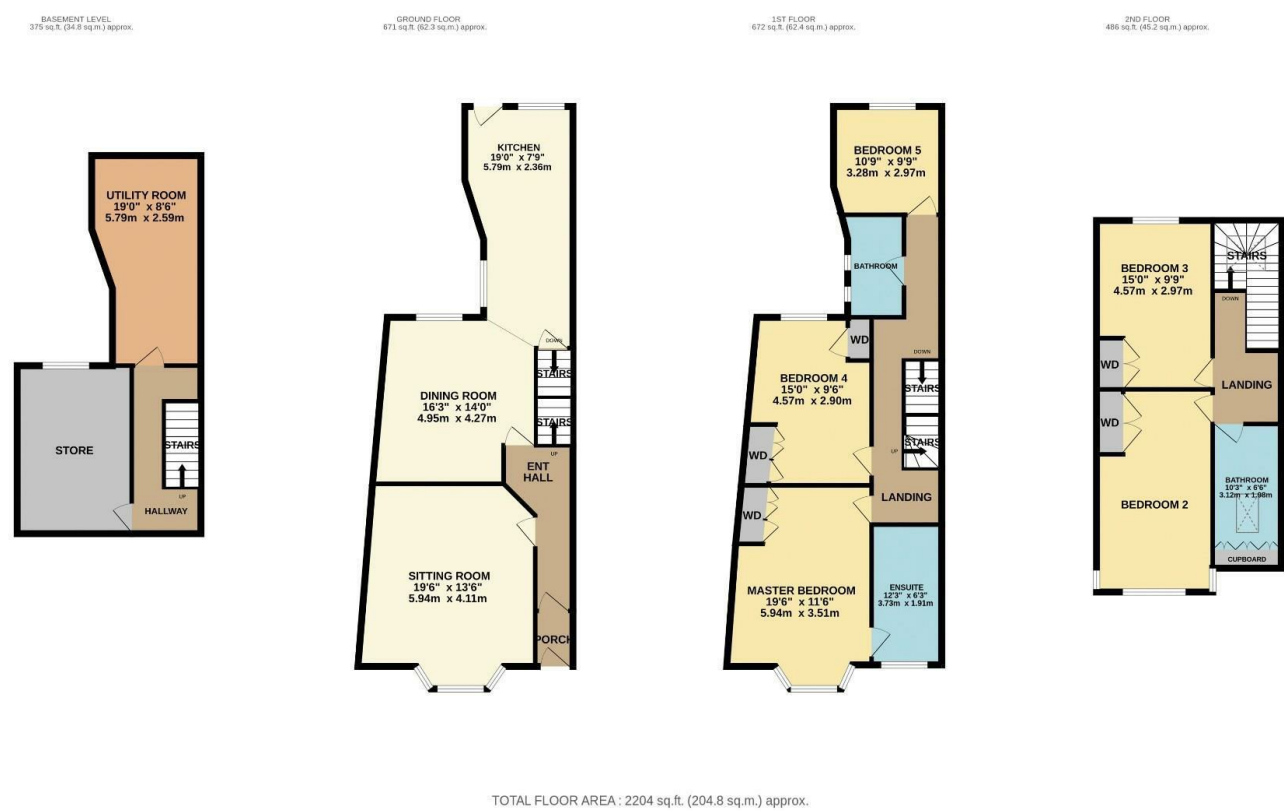 BASEMENT LEVEL
375 sq.ft. (34.8 sq.m.) approx.
UTILITY ROOM
19'0" x 8'6"
5.79m x 2.59m
STORE
STAIRS
UP
HALLWAY
GROUND FLOOR
671 sq.ft. (62.3 sq.m.) approx.
KITCHEN
19'0" x 7'9"
5.79m x 2.36m
DOWN
STAIRS
DINING ROOM
16'3" x 14'0"
4.95m x 4.27m
STAIRS
UP
ENT
HALL
SITTING ROOM
19'6" x 13'6"
5.94m x 4.11m
PORCH
1ST FLOOR
672 sq.ft. (62.4 sq.m.) approx.
BEDROOM 5
10'9" x 9'9"
3.28m x 2.97m
BATHROOM
WD
DOWN
BEDROOM 4
15'0" x 9'6"
4.57m x 2.90m
STAIRS
STAIRS
UP
WD
LANDING
WD
MASTER BEDROOM
19'6" x 11'6"
5.94m x 3.51m
ENSUITE
12'3" x 6'3"
3.73m x 1.91m
2ND FLOOR
486 sq.ft. (45.2 sq.m.) approx.
STAIRS
BEDROOM 3
15'0" x 9'9"
4.57m x 2.97m
DOWN
WD
LANDING
WD
BATHROOM
10'3" x 6'6"
3.12m x 1.98m
BEDROOM 2
CUPBOARD
TOTAL FLOOR AREA : 2204 sq.ft. (204.8 sq.m.) approx.